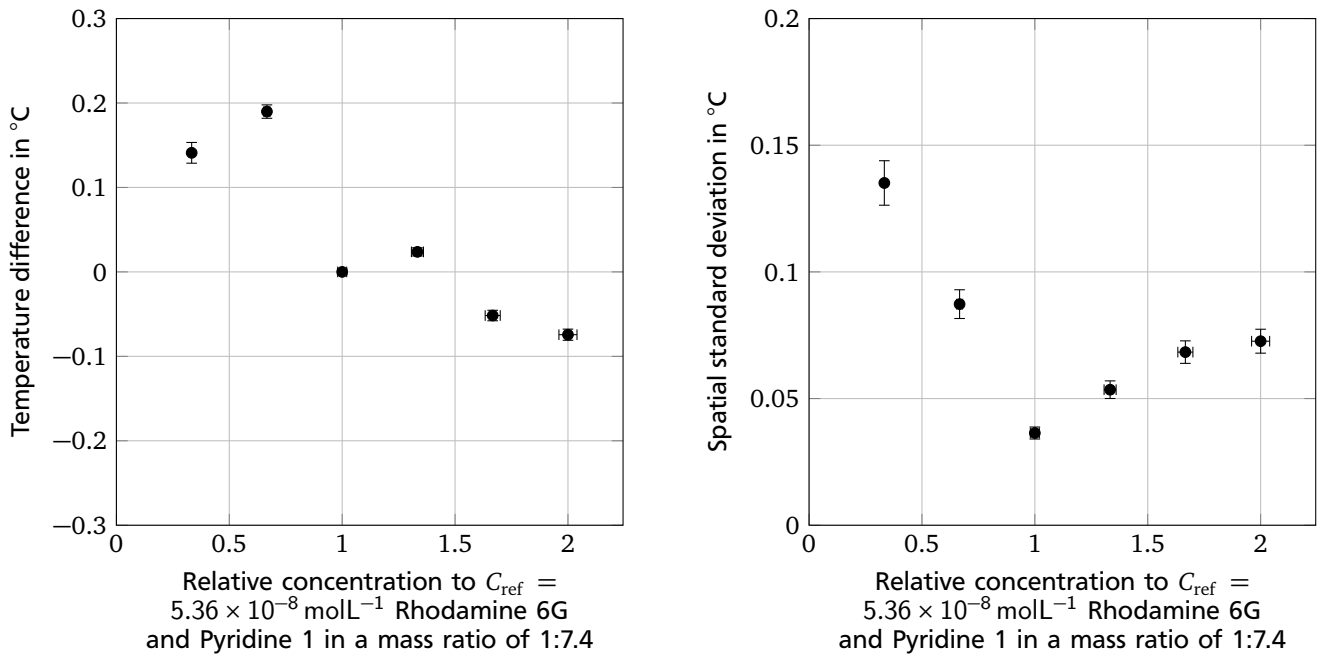 0.3
0.2
0.1
0
−0.1
−0.2
−0.3
0
0.5
1
1.5
2
Temperature difference in °C
Relative concentration to Cref =
5.36 × 10−8 molL−1 Rhodamine 6G
and Pyridine 1 in a mass ratio of 1:7.4
0.2
0.15
0.1
0.05
0
0
0.5
1
1.5
2
Spatial standard deviation in °C
Relative concentration to Cref =
5.36 × 10−8 molL−1 Rhodamine 6G
and Pyridine 1 in a mass ratio of 1:7.4